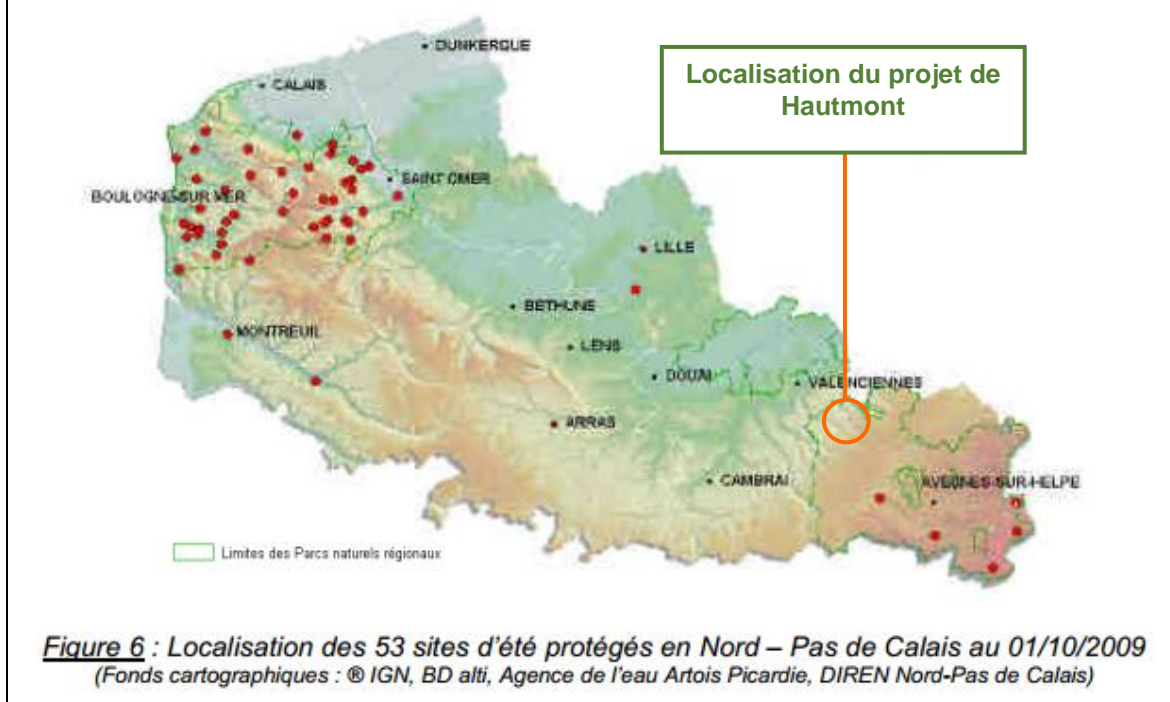 DUNKERQUE
Localisation du projet de
Hautmont
CALAIS
SAINT OMER
BOULOGNE-SUR MER
LILLE
BETHUNE
MONTREUIL
LENS
DOUAI
VALENCIENNES
ARRAS
CAMBRAI
AVESNES-SUR-HELPE
Limites des Parcs naturels régionaux
Figure 6 : Localisation des 53 sites d'été protégés en Nord – Pas de Calais au 01/10/2009
(Fonds cartographiques : ® IGN, BD alti, Agence de l'eau Artois Picardie, DIREN Nord-Pas de Calais)